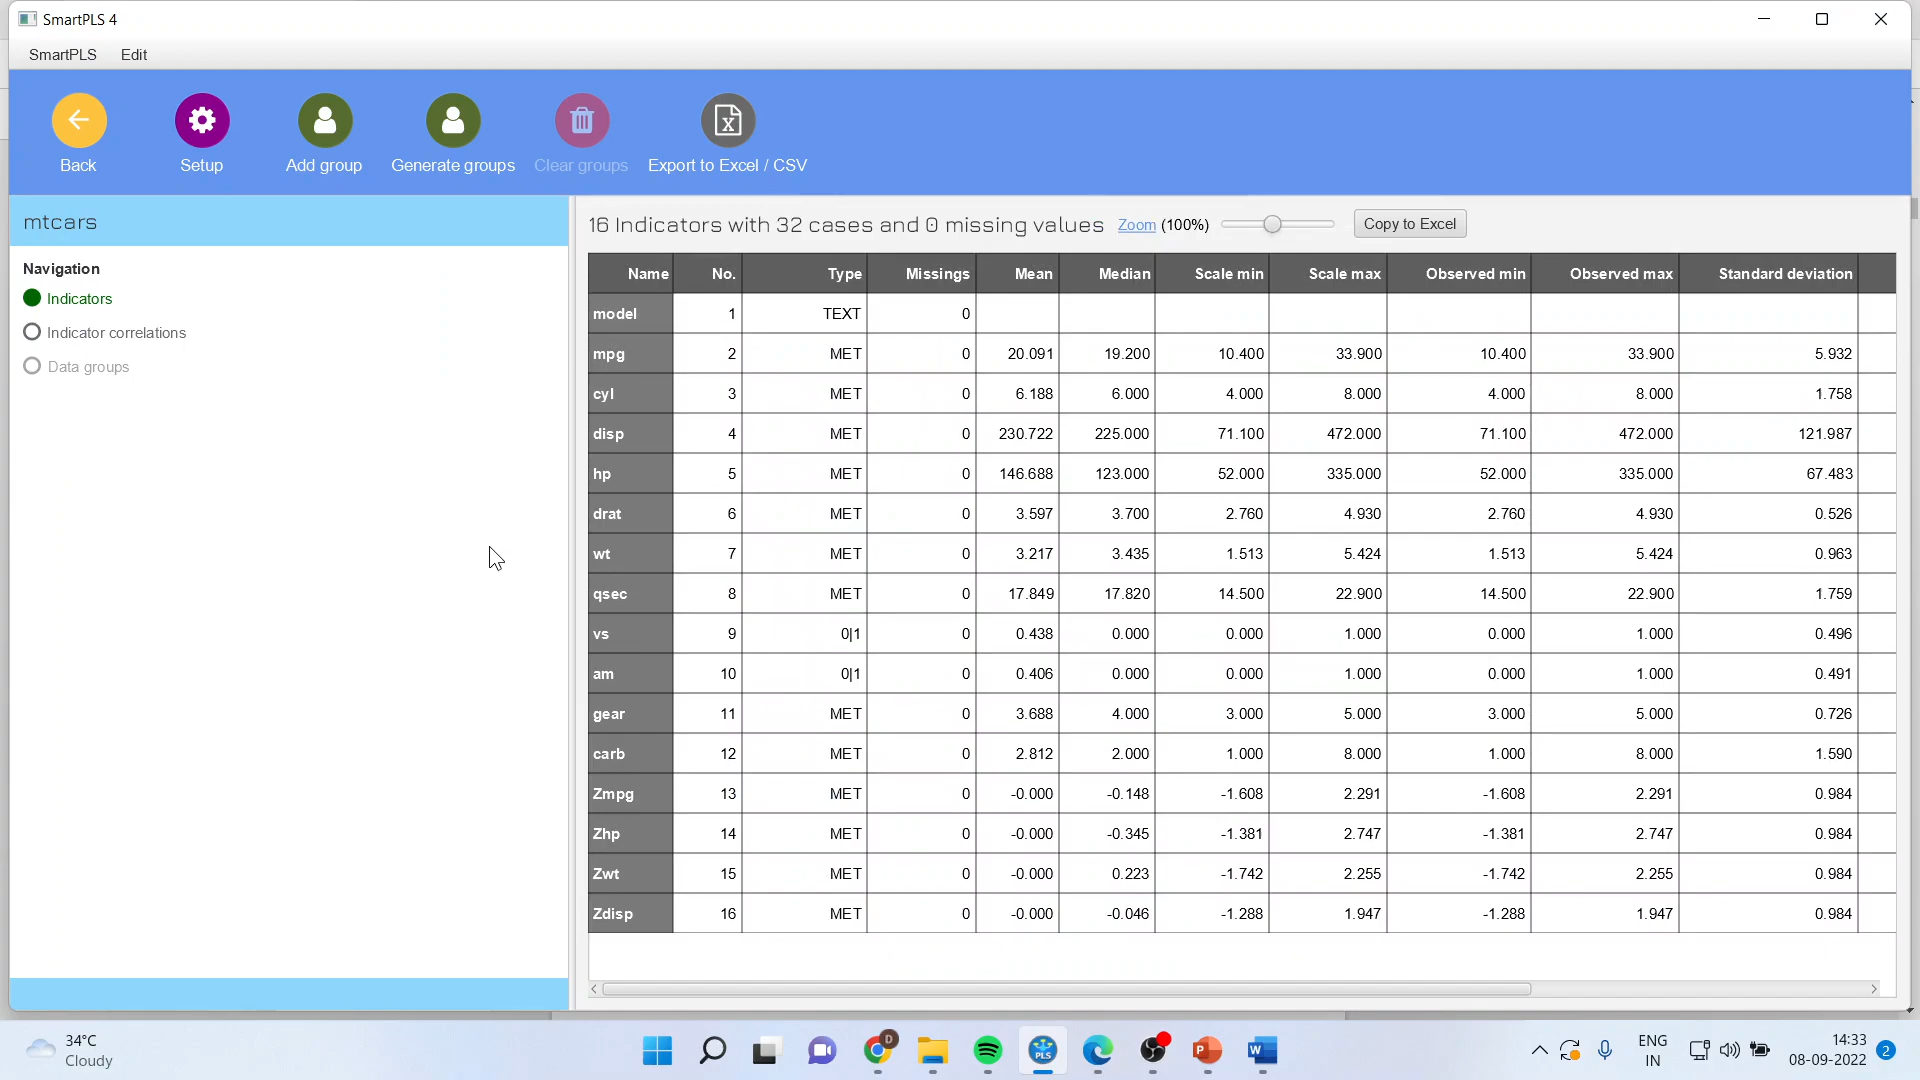 SmartPLS 4
SmartPLS Edit
Back Setup Add group Generate groups Clear groups Export to Excel / CSV
mtcars
Navigation
Indicators
Indicator correlations
Data groups
16 Indicators with 32 cases and 0 missing values Zoom (100%) Copy to Excel
Name No. Type Missings Mean Median Scale min Scale max Observed min Observed max Standard deviation
model 1 TEXT 0
mpg 2 MET 0 20.091 19.200 10.400 33.900 10.400 33.900 5.932
cyl 3 MET 0 6.188 6.000 4.000 8.000 4.000 8.000 1.758
disp 4 MET 0 230.722 225.000 71.100 472.000 71.100 472.000 121.987
hp 5 MET 0 146.688 123.000 52.000 335.000 52.000 335.000 67.483
drat 6 MET 0 3.597 3.700 2.760 4.930 2.760 4.930 0.526
wt 7 MET 0 3.217 3.435 1.513 5.424 1.513 5.424 0.963
qsec 8 MET 0 17.849 17.820 14.500 22.900 14.500 22.900 1.759
vs 9 0|1 0 0.438 0.000 0.000 1.000 0.000 1.000 0.496
am 10 0|1 0 0.406 0.000 0.000 1.000 0.000 1.000 0.491
gear 11 MET 0 3.688 4.000 3.000 5.000 3.000 5.000 0.726
carb 12 MET 0 2.812 2.000 1.000 8.000 1.000 8.000 1.590
Zmpg 13 MET 0 -0.000 -0.148 -1.608 2.291 -1.608 2.291 0.984
Zhp 14 MET 0 -0.000 -0.345 -1.381 2.747 -1.381 2.747 0.984
Zwt 15 MET 0 -0.000 0.223 -1.742 2.255 -1.742 2.255 0.984
Zdisp 16 MET 0 -0.000 -0.046 -1.288 1.947 -1.288 1.947 0.984
34°C
Cloudy
D
PLS
P
W
ENG
IN
14:33
08-09-2022
2